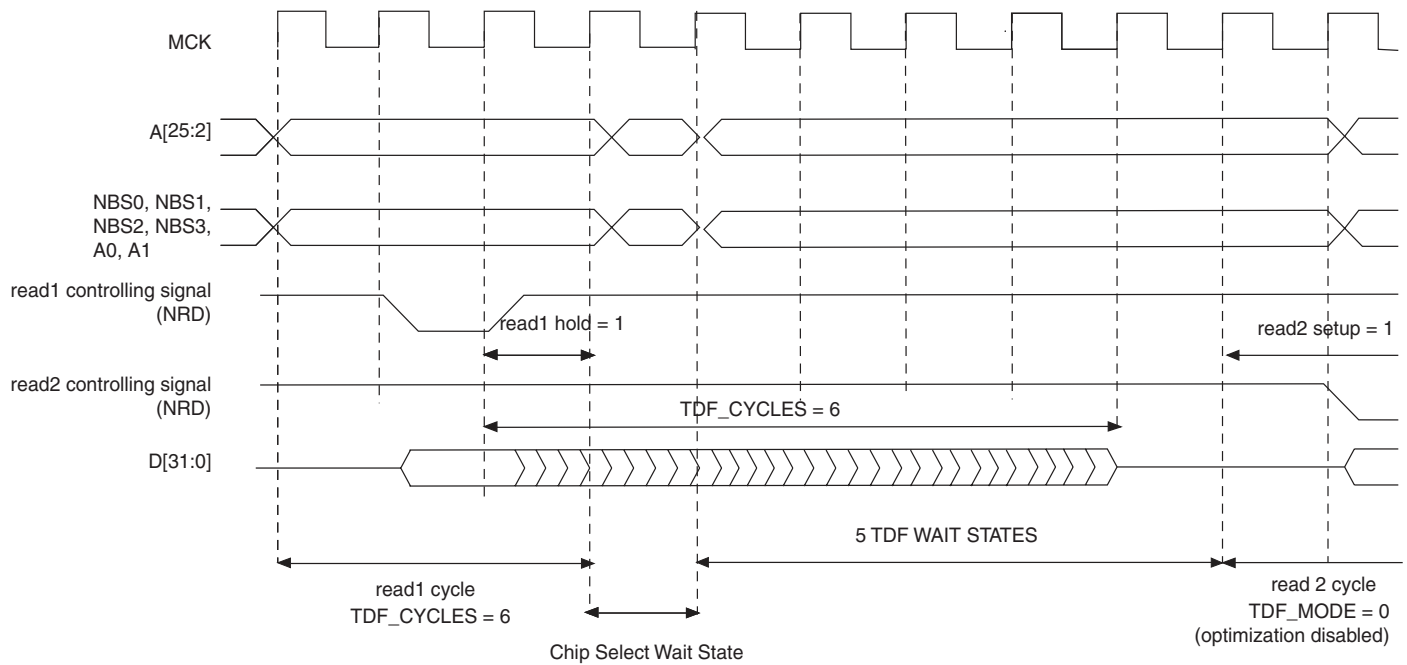 MCK
A[25:2]
NBS0, NBS1,
NBS2, NBS3,
A0, A1
read1 controlling signal
(NRD)
read1 hold = 1
read2 setup = 1
read2 controlling signal
(NRD)
TDF_CYCLES = 6
D[31:0]
5 TDF WAIT STATES
read1 cycle
TDF_CYCLES = 6
Chip Select Wait State
read 2 cycle
TDF_MODE = 0
(optimization disabled)